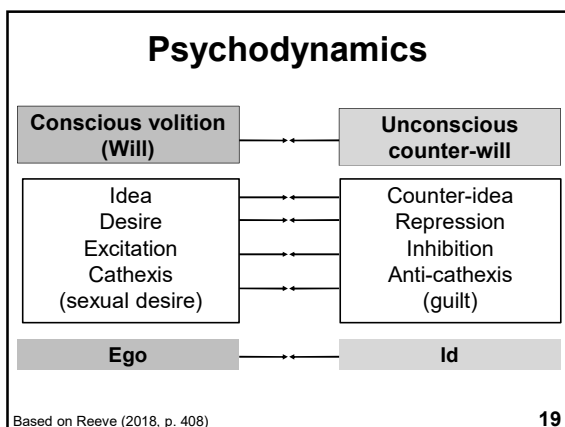 Psychodynamics
Conscious volition
(Will)
Unconscious
counter-will
Idea
Desire
Excitation
Cathexis
(sexual desire)
Counter-idea
Repression
Inhibition
Anti-cathexis
(guilt)
Ego
Id
Based on Reeve (2018, p. 408)
19